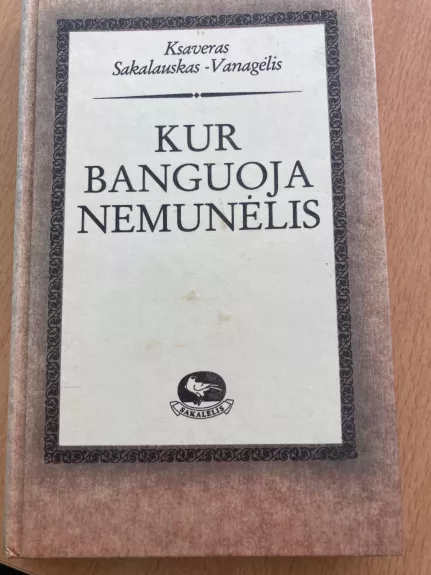 Ksaveras
Sakalauskas -Vanagėlis
KUR
BANGUOJA
NEMUNĖLIS
SAKALĖLIS